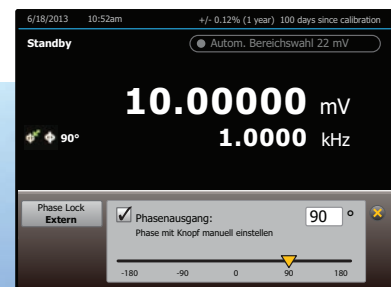 6/18/2013 10:52am +/- 0.12% (1 year) 100 days since calibration
Standby Autom. Bereichswahl 22 mV
10.00000 mV
90° 1.0000 kHz
Phase Lock
Extern
Phasenausgang: 90 °
Phase mit Knopf manuell einstellen
-180 -90 0 90 180